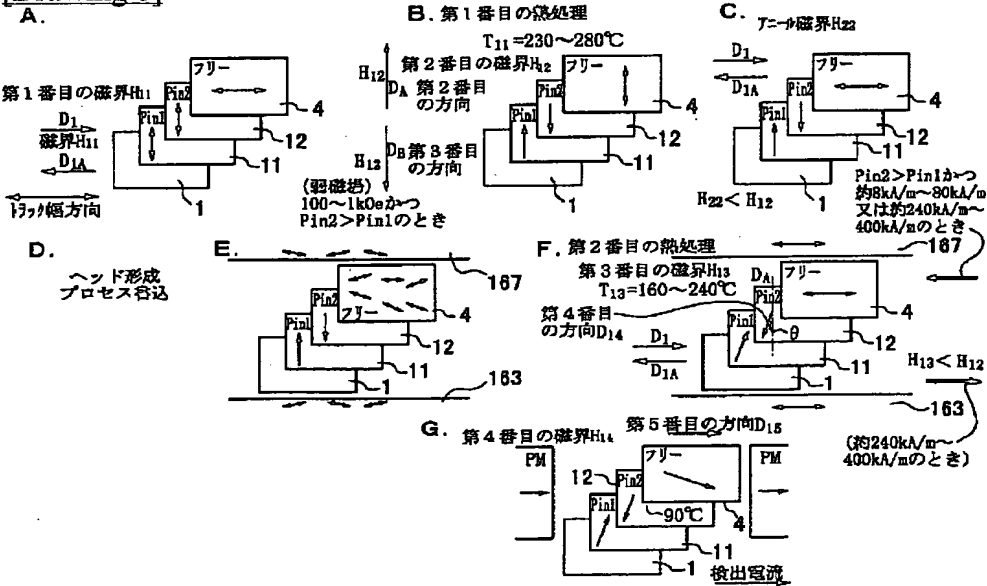 A.
第1番目の磁界H11
D1
磁界H11
D1A
トラック幅方向
フリー
Pin2
Pin1
4
12
11
1
B. 第1番目の熱処理
T11=230～280℃
第2番目の磁界H12
H12
DA 第2番目
の方向
DB 第3番目
の方向
H12
(弱磁界)
100～1kOeかつ
Pin2>Pin1のとき
フリー
Pin2
Pin1
4
12
11
1
C.
アニール磁界H22
D1
D1A
フリー
Pin2
Pin1
4
12
11
1
H22<H12
Pin2>Pin1かつ
約8kA/m～80kA/m
又は約240kA/m～
400kA/mのとき
D.
ヘッド形成
プロセス
E.
167
フリー
Pin2
Pin1
4
12
11
1
163
F. 第2番目の熱処理
第3番目の磁界H13
T13=160～240℃
第4番目
の方向D14
DA1
D1
D1A
フリー
Pin2
Pin1
θ
4
12
11
1
167
H13<H12
163
(約240kA/m～
400kA/mのとき)
G. 第4番目の磁界H14
第5番目の方向D15
PM
フリー
Pin2
Pin1
90℃
12
4
11
1
PM
検出電流